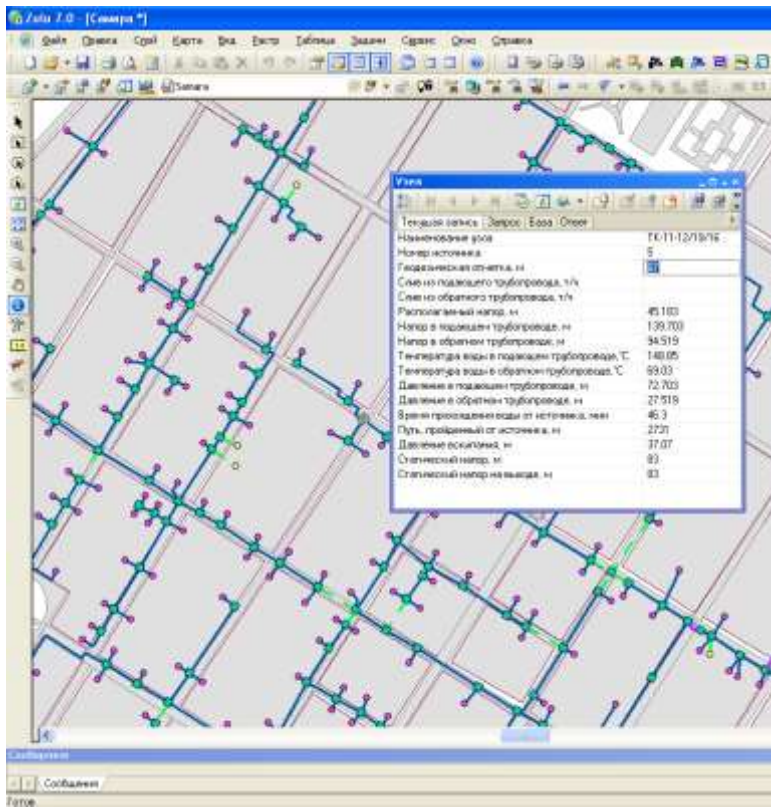 Zulu 7.0 - [Самара *]
Файл Правка Слой Карта Вид Растр Таблица Задачи Сервис Окно Справка
Samara
Узел
Текущая запись Запрос База Ответ
Наименование узла ТК-11-12/10/16
Номер источника 5
Геодезическая отметка, м 67
Слив из подающего трубопровода, т/ч
Слив из обратного трубопровода, т/ч
Располагаемый напор, м 45.183
Напор в подающем трубопроводе, м 139.703
Напор в обратном трубопроводе, м 94.519
Температура воды в подающем трубопроводе,°C 148.05
Температура воды в обратном трубопроводе,°C 69.03
Давление в подающем трубопроводе, м 72.703
Давление в обратном трубопроводе, м 27.519
Время прохождения воды от источника, мин 46.3
Путь, пройденный от источника, м 2731
Давление вскипания, м 37.07
Статический напор, м 83
Статический напор на выходе, м 83
Сообщения
Сообщения
Готов